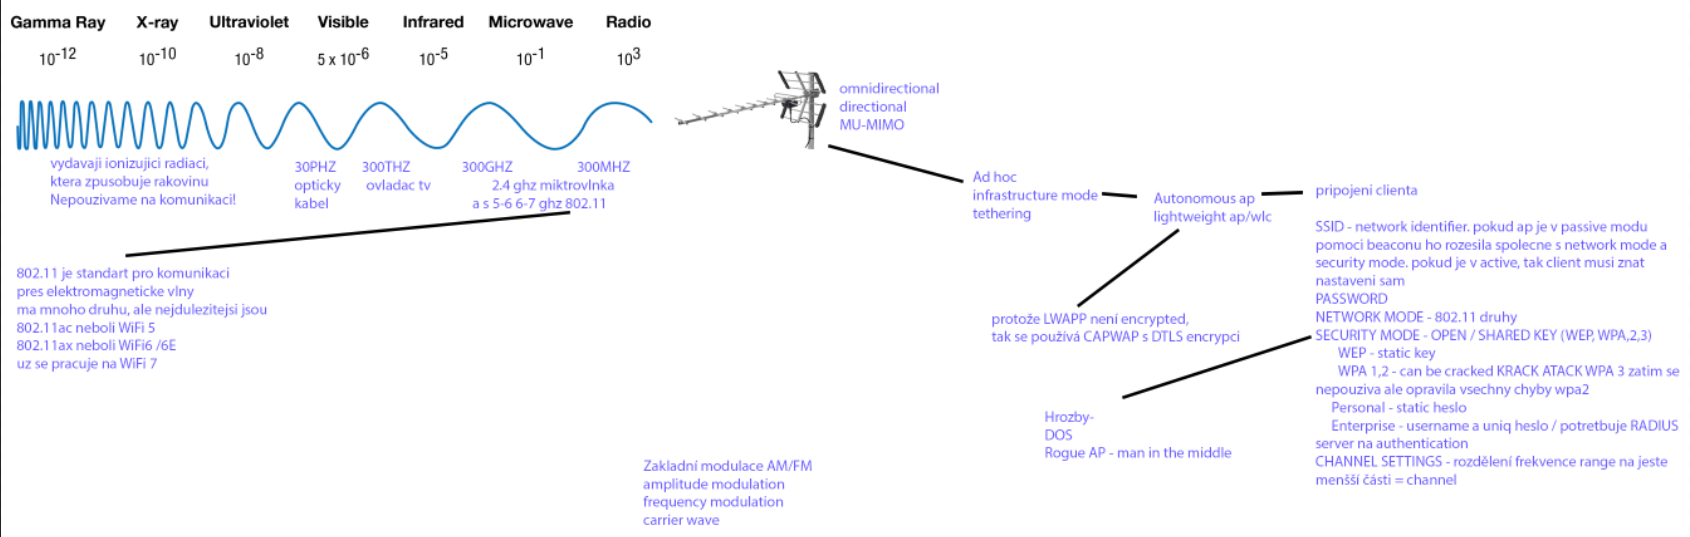 Gamma Ray X-ray Ultraviolet Visible Infrared Microwave Radio
10-12 10-10 10-8 5 x 10-6 10-5 10-1 103
vydavaji ionizujici radiaci,
ktera zpusobuje rakovinu
Nepouzivame na komunikaci!
30PHZ
opticky
kabel
300THZ
ovladac tv
300GHZ 300MHZ
2.4 ghz miktrovlnka
a s 5-6 6-7 ghz 802.11
802.11 je standart pro komunikaci
pres elektromagneticke vlny
ma mnoho druhu, ale nejdulezitejsi jsou
802.11ac neboli WiFi 5
802.11ax neboli WiFi6 /6E
uz se pracuje na WiFi 7
omnidirectional
directional
MU-MIMO
Ad hoc
infrastructure mode
tethering
Autonomous ap
lightweight ap/wlc
protože LWAPP není encrypted,
tak se používá CAPWAP s DTLS encrypci
pripojení clienta
SSID - network identifier. pokud ap je v passive modu
pomoci beaconu ho rozesila spolecne s network mode a
security mode. pokud je v active, tak client musi znat
nastaveni sam
PASSWORD
NETWORK MODE - 802.11 druhy
SECURITY MODE - OPEN / SHARED KEY (WEP, WPA,2,3)
WEP - static key
WPA 1,2 - can be cracked KRACK ATACK WPA 3 zatim se
nepouziva ale opravila vsechny chyby wpa2
Personal - static heslo
Enterprise - username a uniq heslo / potretbuje RADIUS
server na authentication
CHANNEL SETTINGS - rozdělení frekvence range na jeste
menšší části = channel
Hrozby-
DOS
Rogue AP - man in the middle
Zakladní modulace AM/FM
amplitude modulation
frequency modulation
carrier wave